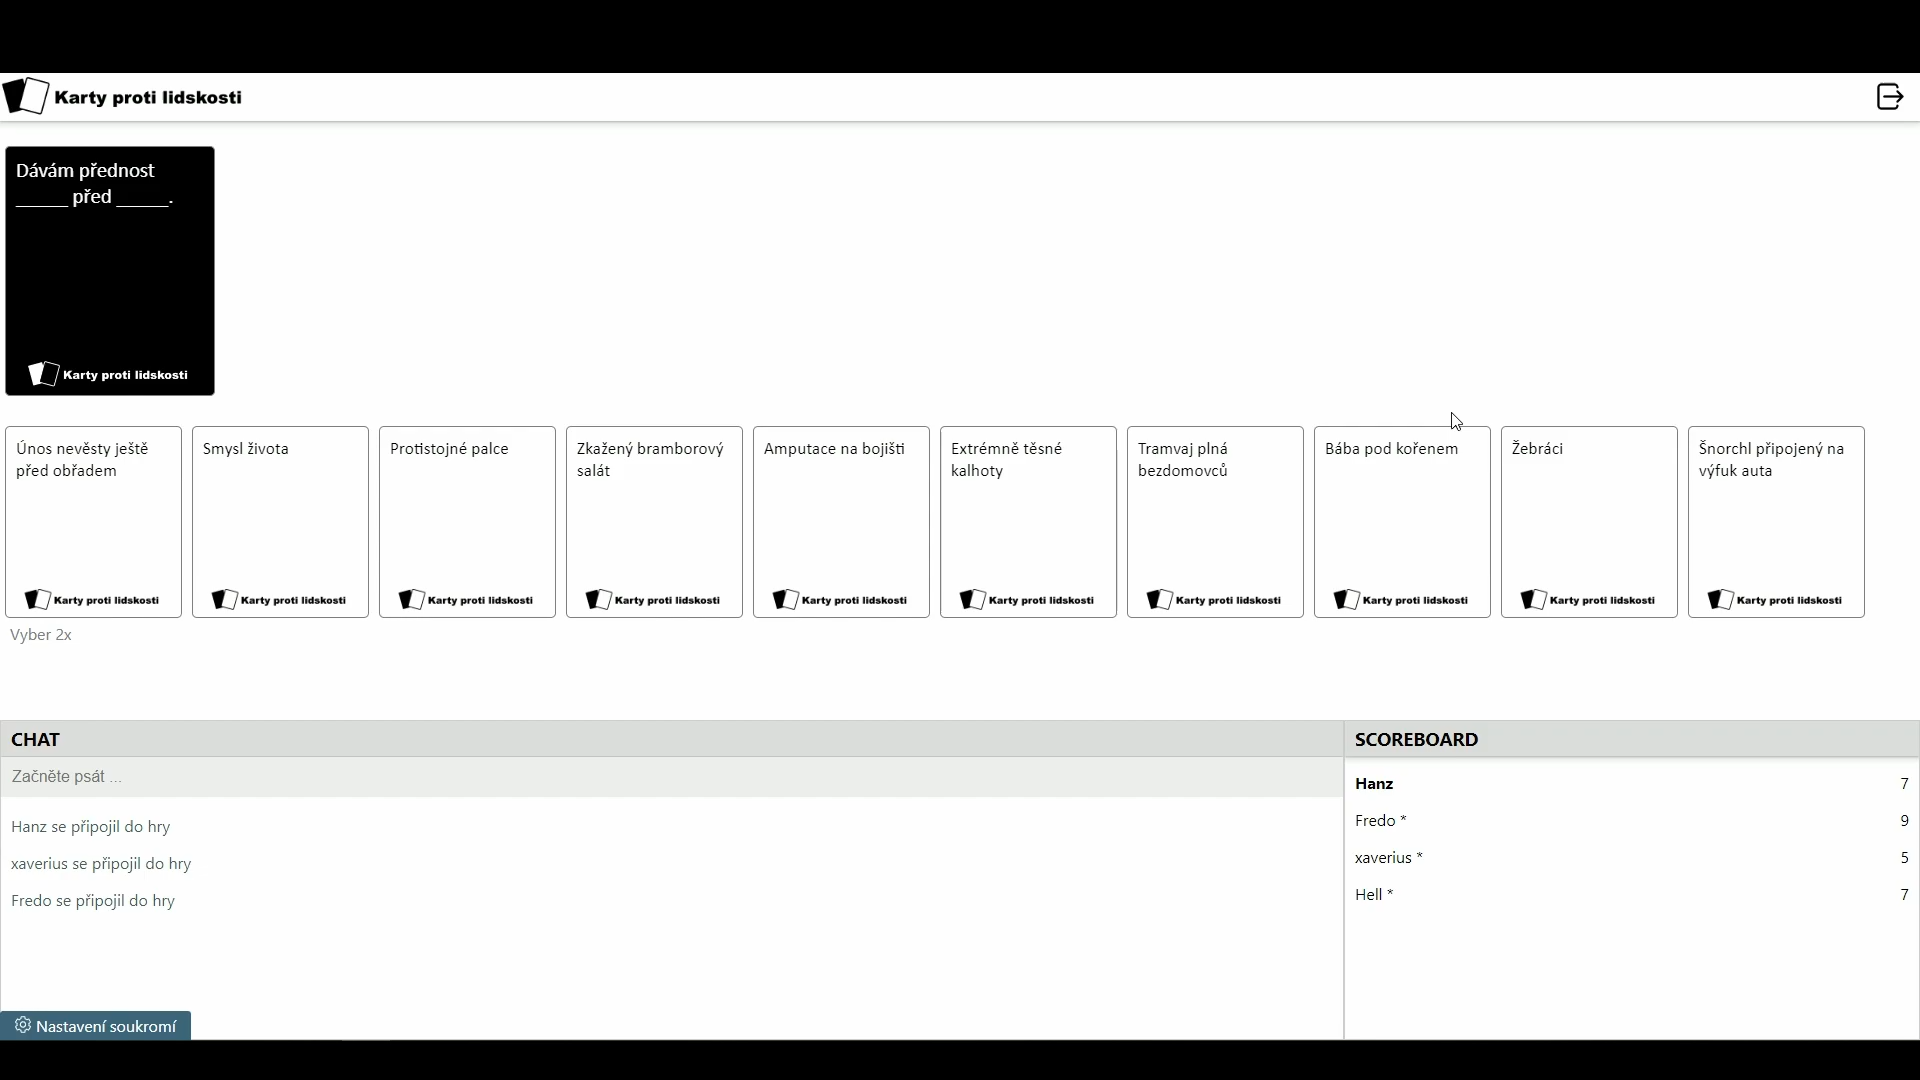 Karty proti lidskosti
Dávám přednost
______ před ______.
Karty proti lidskosti
Únos nevěsty ještě
před obřadem
Karty proti lidskosti
Smysl života
Karty proti lidskosti
Protistojné palce
Karty proti lidskosti
Zkažený bramborový
salát
Karty proti lidskosti
Amputace na bojišti
Karty proti lidskosti
Extrémně těsné
kalhoty
Karty proti lidskosti
Tramvaj plná
bezdomovců
Karty proti lidskosti
Bába pod kořenem
Karty proti lidskosti
Žebráci
Karty proti lidskosti
Šnorchl připojený na
výfuk auta
Karty proti lidskosti
Vyber 2x
CHAT
Začněte psát ...
Hanz se připojil do hry
xaverius se připojil do hry
Fredo se připojil do hry
Nastavení soukromí
SCOREBOARD
Hanz 7
Fredo * 9
xaverius * 5
Hell * 7